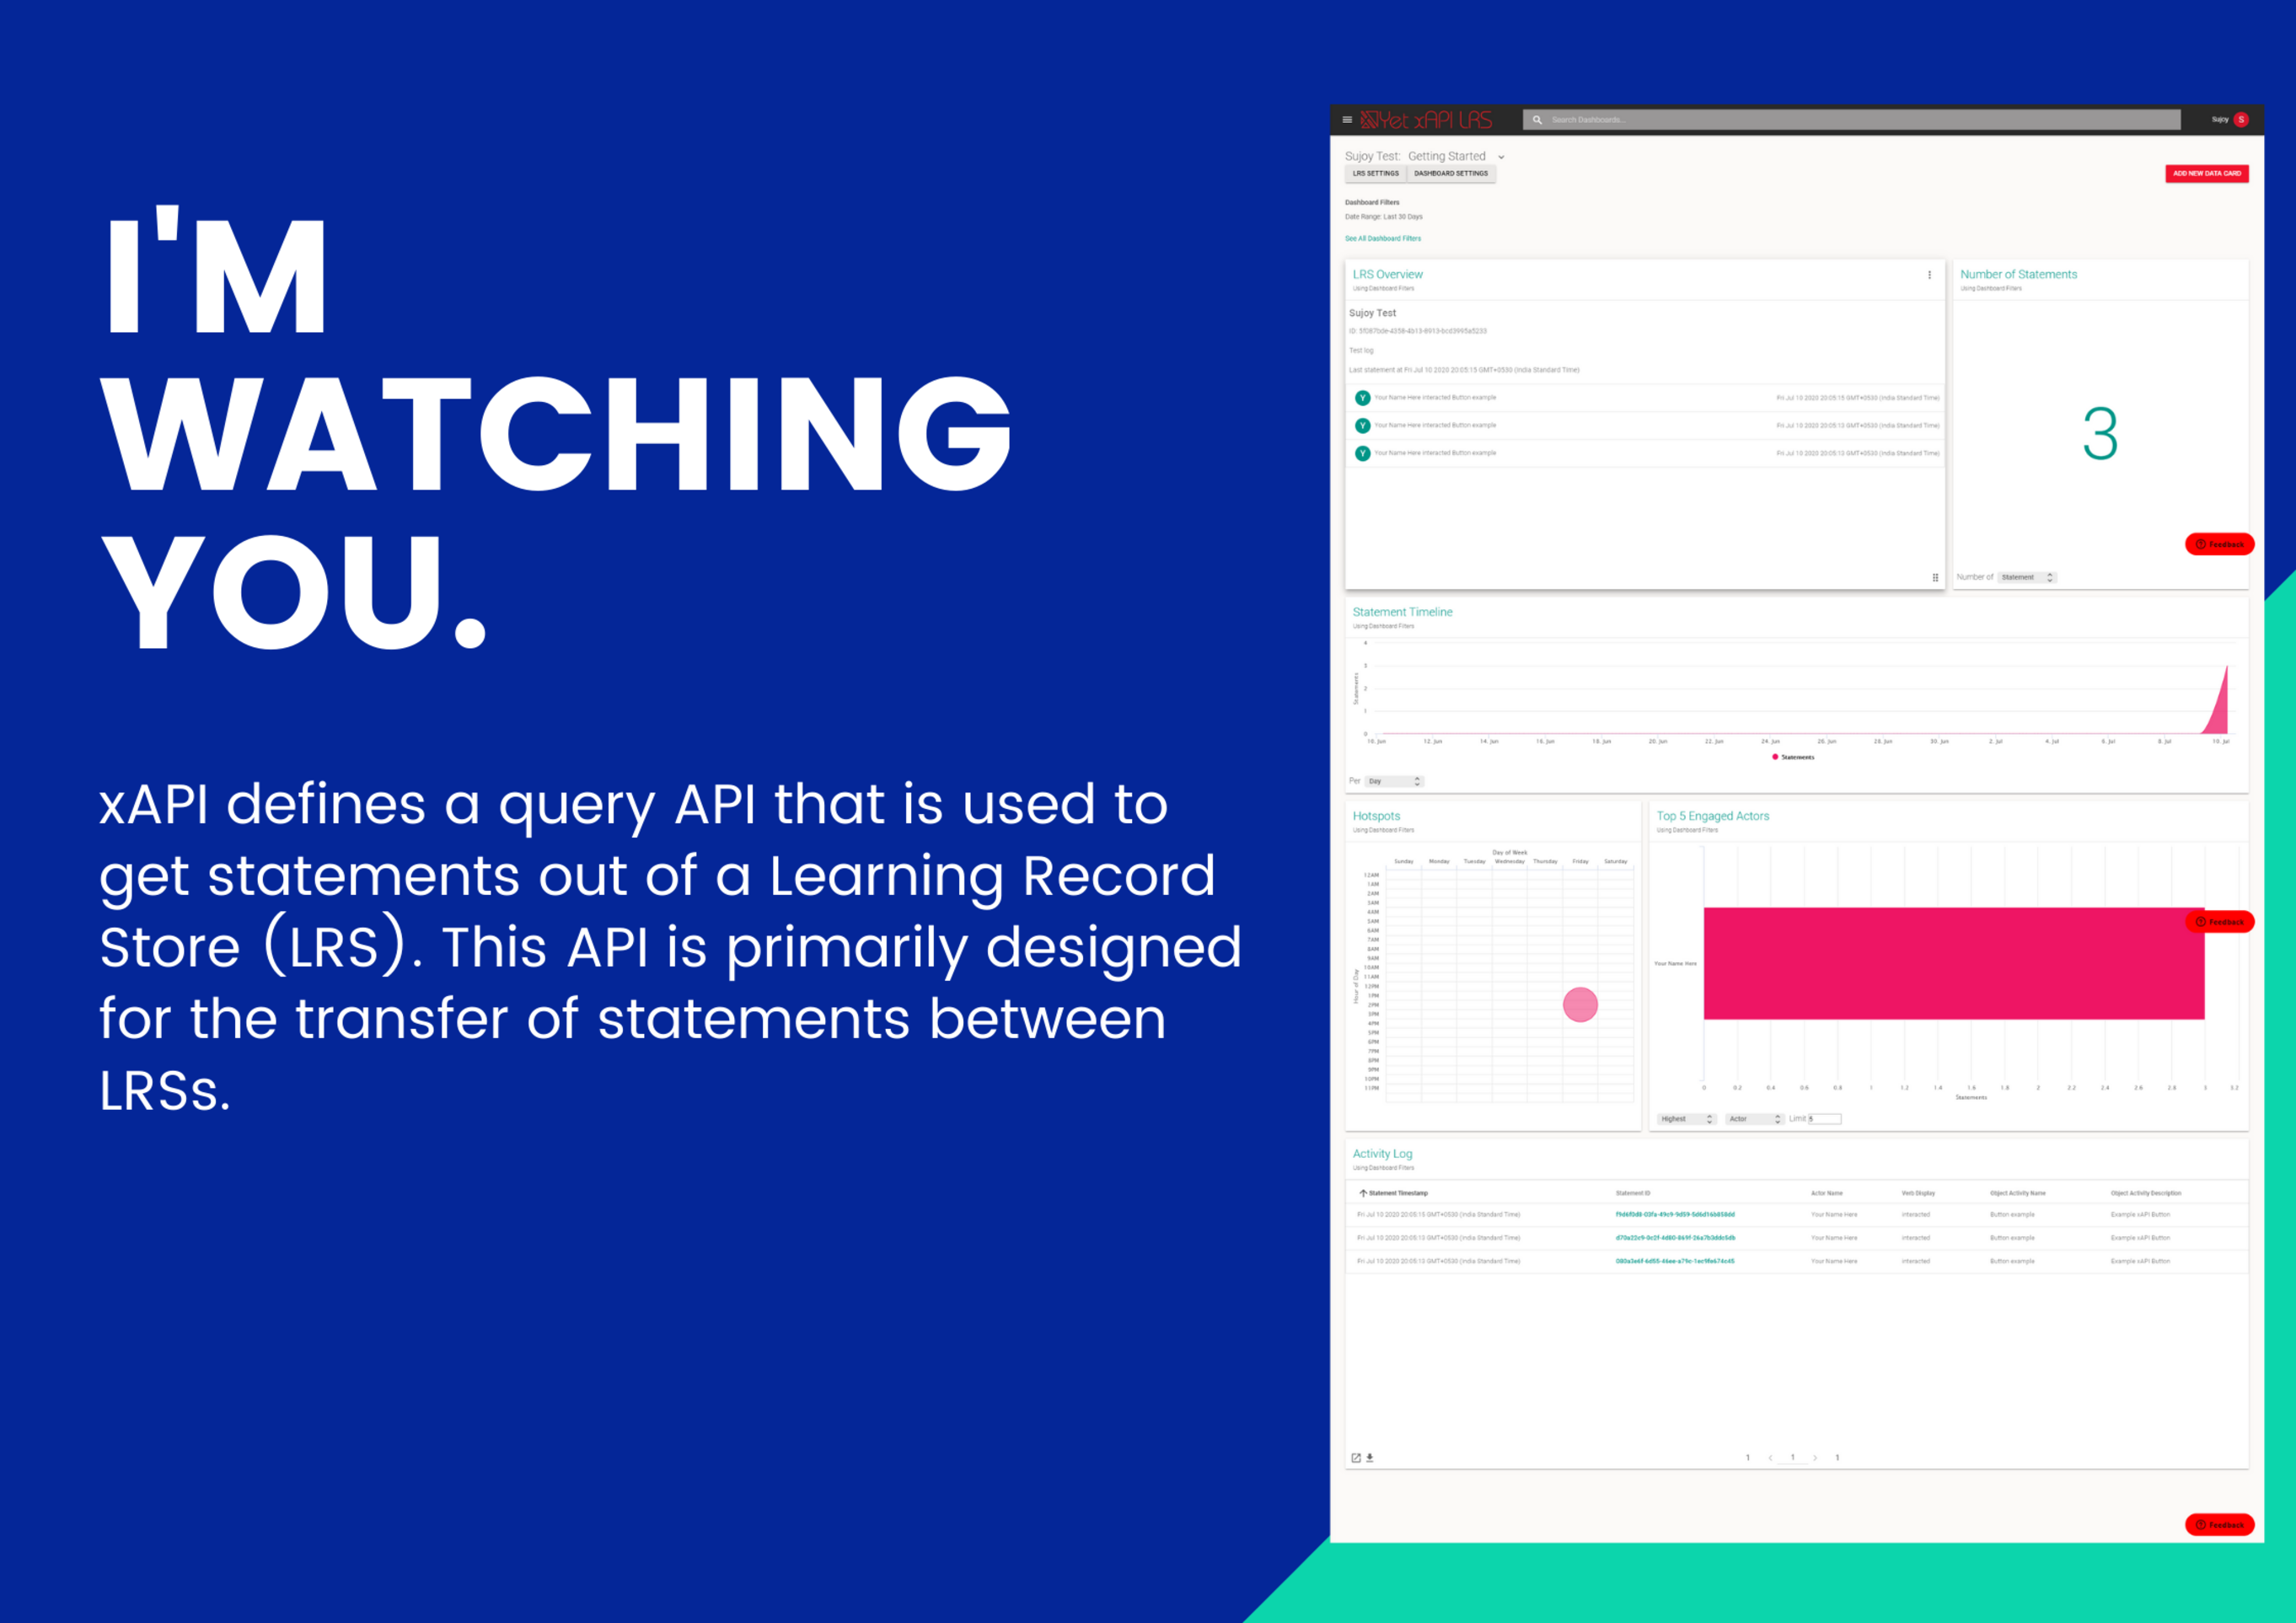 I'M
WATCHING
YOU.
xAPI defines a query API that is used to
get statements out of a Learning Record
Store (LRS). This API is primarily designed
for the transfer of statements between
LRSs.
Yet xAPI LRS
Search Dashboards...
Sujoy S
Sujoy Test: Getting Started
LRS SETTINGS DASHBOARD SETTINGS
ADD NEW DATA CARD
Dashboard Filters
Date Range: Last 30 Days
See All Dashboard Filters
LRS Overview
Using Dashboard Filters
Sujoy Test
Test log
Last statement at Fri Jul 10 2020 20:05:15 GMT+0530 (India Standard Time)
Y Your Name Here interacted Button example Fri Jul 10 2020 20:05:15 GMT+0530 (India Standard Time)
Y Your Name Here interacted Button example Fri Jul 10 2020 20:05:13 GMT+0530 (India Standard Time)
Y Your Name Here interacted Button example Fri Jul 10 2020 20:05:10 GMT+0530 (India Standard Time)
Number of Statements
Using Dashboard Filters
3
Feedback
Number of Statement
Statement Timeline
Using Dashboard Filters
Statements
4
3
2
1
0
10. Jun 12. Jun 14. Jun 16. Jun 18. Jun 20. Jun 22. Jun 24. Jun 26. Jun 28. Jun 30. Jun 2. Jul 4. Jul 6. Jul 8. Jul 10. Jul
Statements
Per Day
Hotspots
Using Dashboard Filters
Day of Week
Sunday Monday Tuesday Wednesday Thursday Friday Saturday
Hour of Day
12AM
1AM
2AM
3AM
4AM
5AM
6AM
7AM
8AM
9AM
10AM
11AM
12PM
1PM
2PM
3PM
4PM
5PM
6PM
7PM
8PM
9PM
10PM
11PM
Top 5 Engaged Actors
Using Dashboard Filters
Feedback
Your Name Here
0 0.2 0.4 0.6 0.8 1 1.2 1.4 1.6 1.8 2 2.2 2.4 2.6 2.8 3 3.2
Statements
Highest Actor Limit 5
Activity Log
Using Dashboard Filters
Statement Timestamp Statement ID Actor Name Verb Display Object Activity Name Object Activity Description
Fri Jul 10 2020 20:05:15 GMT+0530 (India Standard Time) Your Name Here interacted Button example Example xAPI Button
Fri Jul 10 2020 20:05:13 GMT+0530 (India Standard Time) Your Name Here interacted Button example Example xAPI Button
Fri Jul 10 2020 20:05:10 GMT+0530 (India Standard Time) Your Name Here interacted Button example Example xAPI Button
1 1 1
Feedback